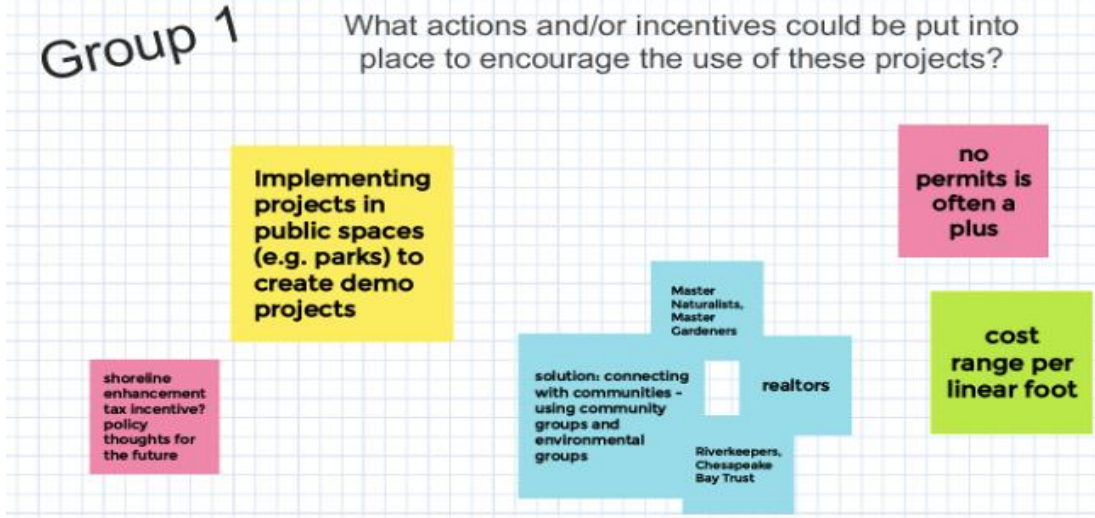 Group 1
What actions and/or incentives could be put into
place to encourage the use of these projects?
Implementing
projects in
public spaces
(e.g. parks) to
create demo
projects
no
permits is
often a
plus
Master
Naturalists,
Master
Gardeners
cost
range per
linear foot
shoreline
enhancement
tax incentive?
policy
thoughts for
the future
solution: connecting
with communities -
using community
groups and
environmental
groups
realtors
Riverkeepers,
Chesapeake
Bay Trust